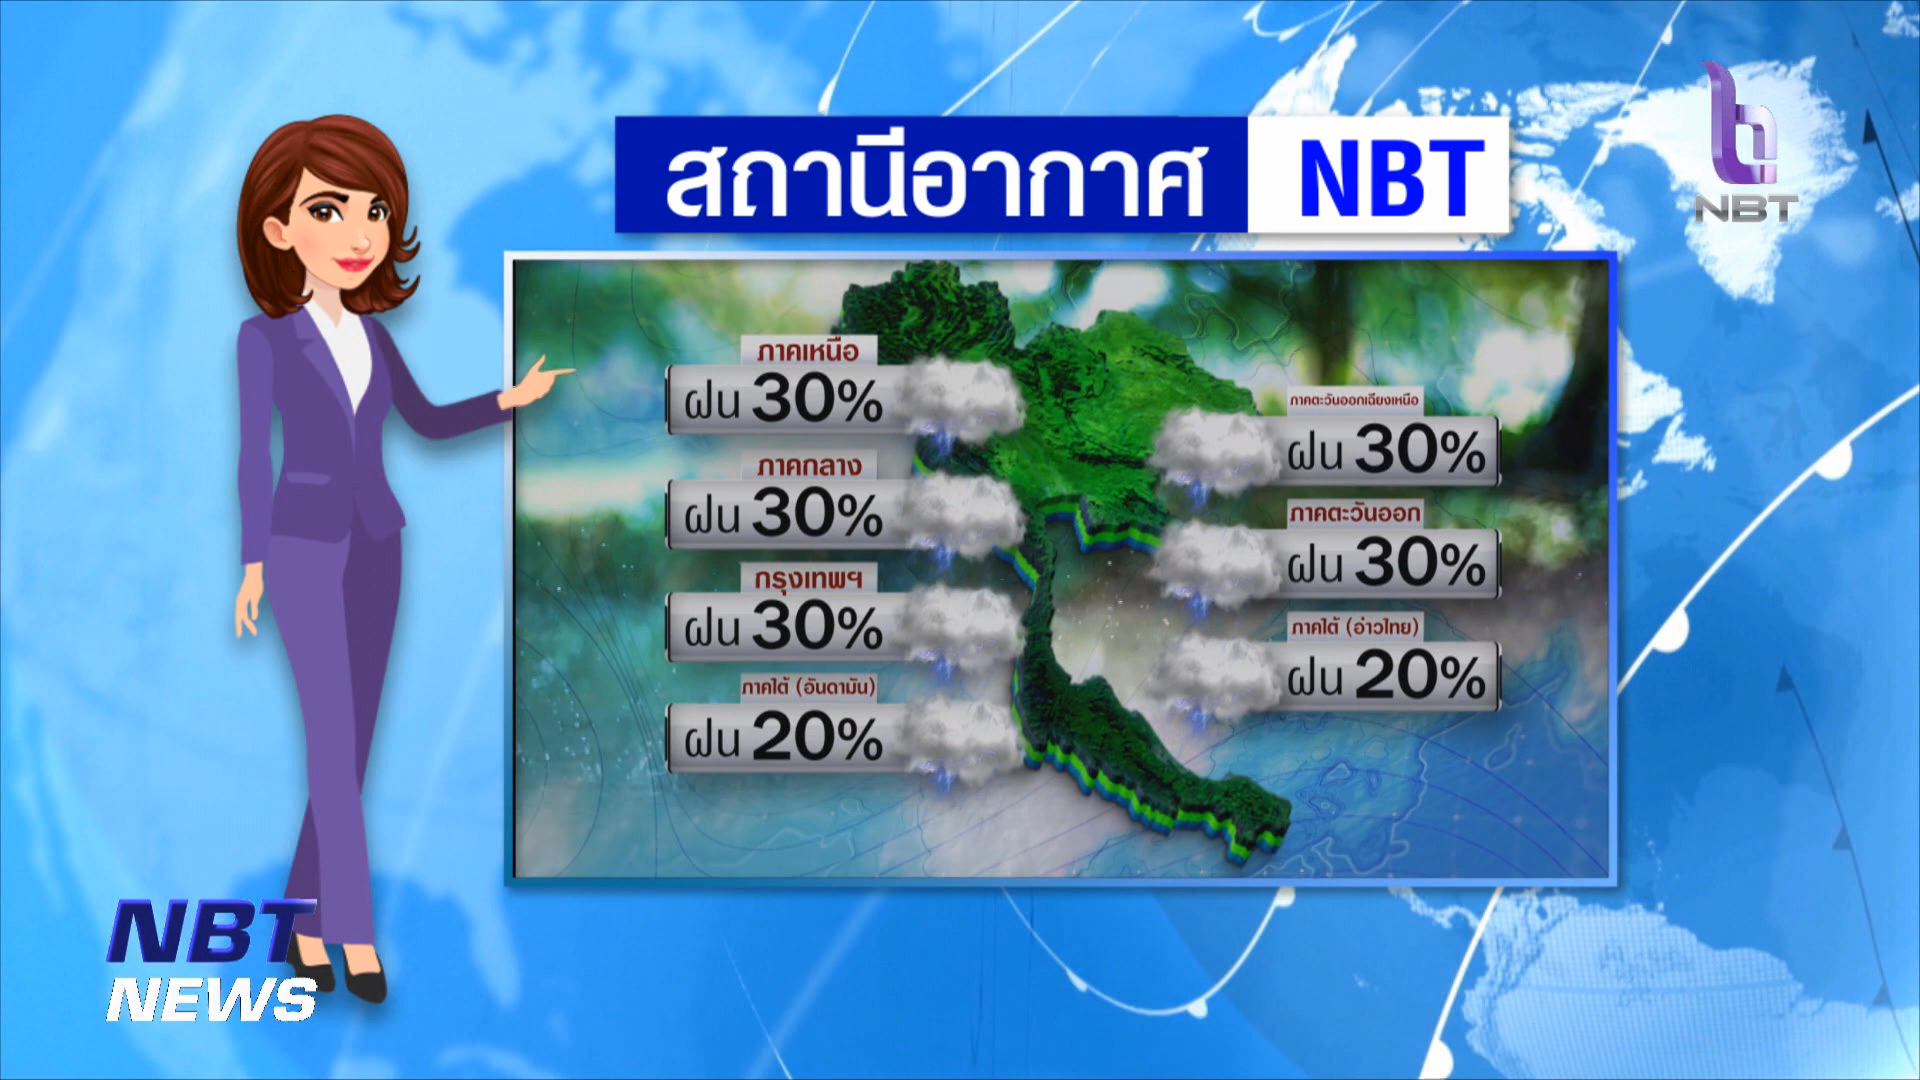 สถานีอากาศ NBT
NBT
ภาคเหนือ
ฝน 30%
ภาคกลาง
ฝน 30%
กรุงเทพฯ
ฝน 30%
ภาคใต้ (อันดามัน)
ฝน 20%
ภาคตะวันออกเฉียงเหนือ
ฝน 30%
ภาคตะวันออก
ฝน 30%
ภาคใต้ (อ่าวไทย)
ฝน 20%
NBT
NEWS